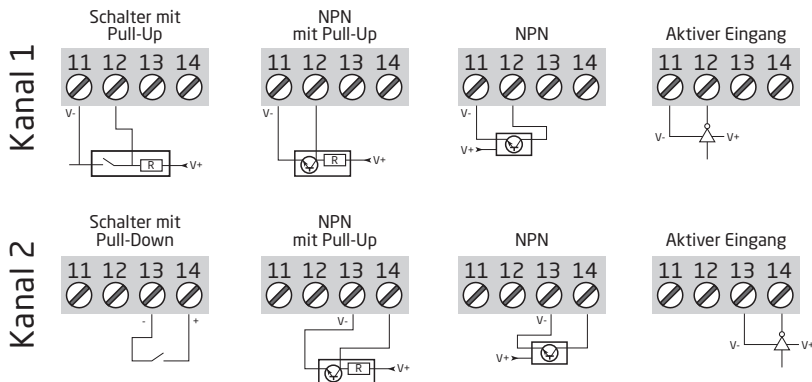 Kanal 1
Schalter mit
Pull-Up
11 12 13 14
V-
R
V+
NPN
mit Pull-Up
11 12 13 14
V-
R
V+
NPN
11 12 13 14
V-
V+
Aktiver Eingang
11 12 13 14
V-
V+
Kanal 2
Schalter mit
Pull-Down
11 12 13 14
-
+
NPN
mit Pull-Up
11 12 13 14
V-
R
V+
NPN
11 12 13 14
V-
V+
Aktiver Eingang
11 12 13 14
V-
V+